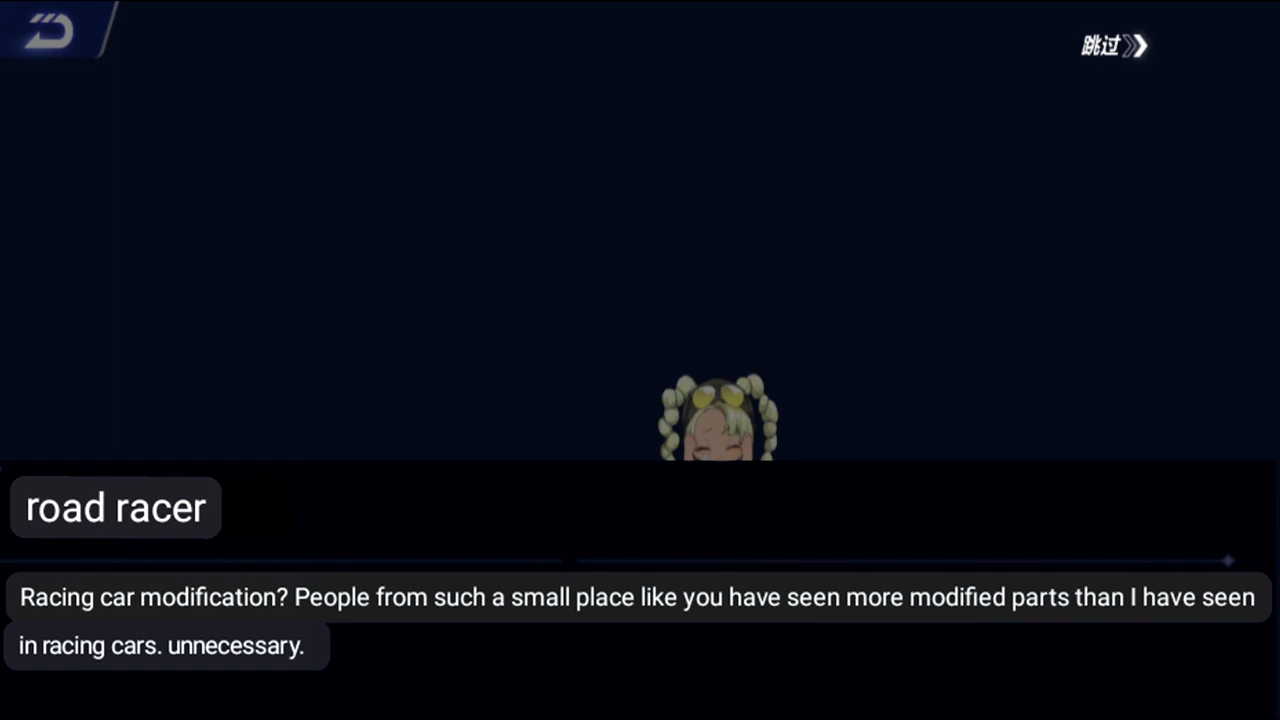 跳过
road racer
Racing car modification? People from such a small place like you have seen more modified parts than I have seen
in racing cars. unnecessary.